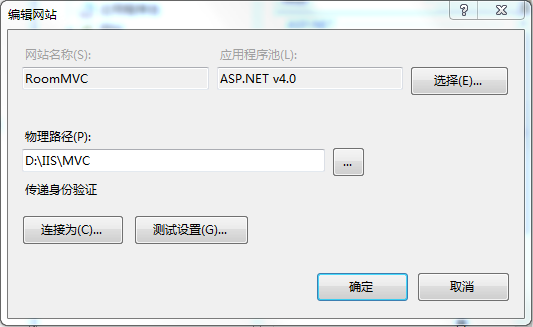 编辑网站
网站名称(S):
应用程序池(L):
RoomMVC
ASP.NET v4.0
选择(E)...
物理路径(P):
D:\IIS\MVC
...
传递身份验证
连接为(C)...
测试设置(G)...
确定
取消